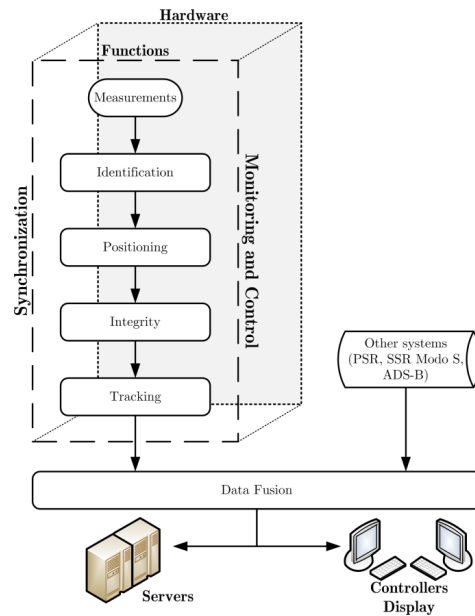 Hardware
Functions
Measurements
Identification
Synchronization
Monitoring and Control
Positioning
Integrity
Tracking
Other systems
(PSR, SSR Modo S,
ADS-B)
Data Fusion
Servers
Controllers
Display